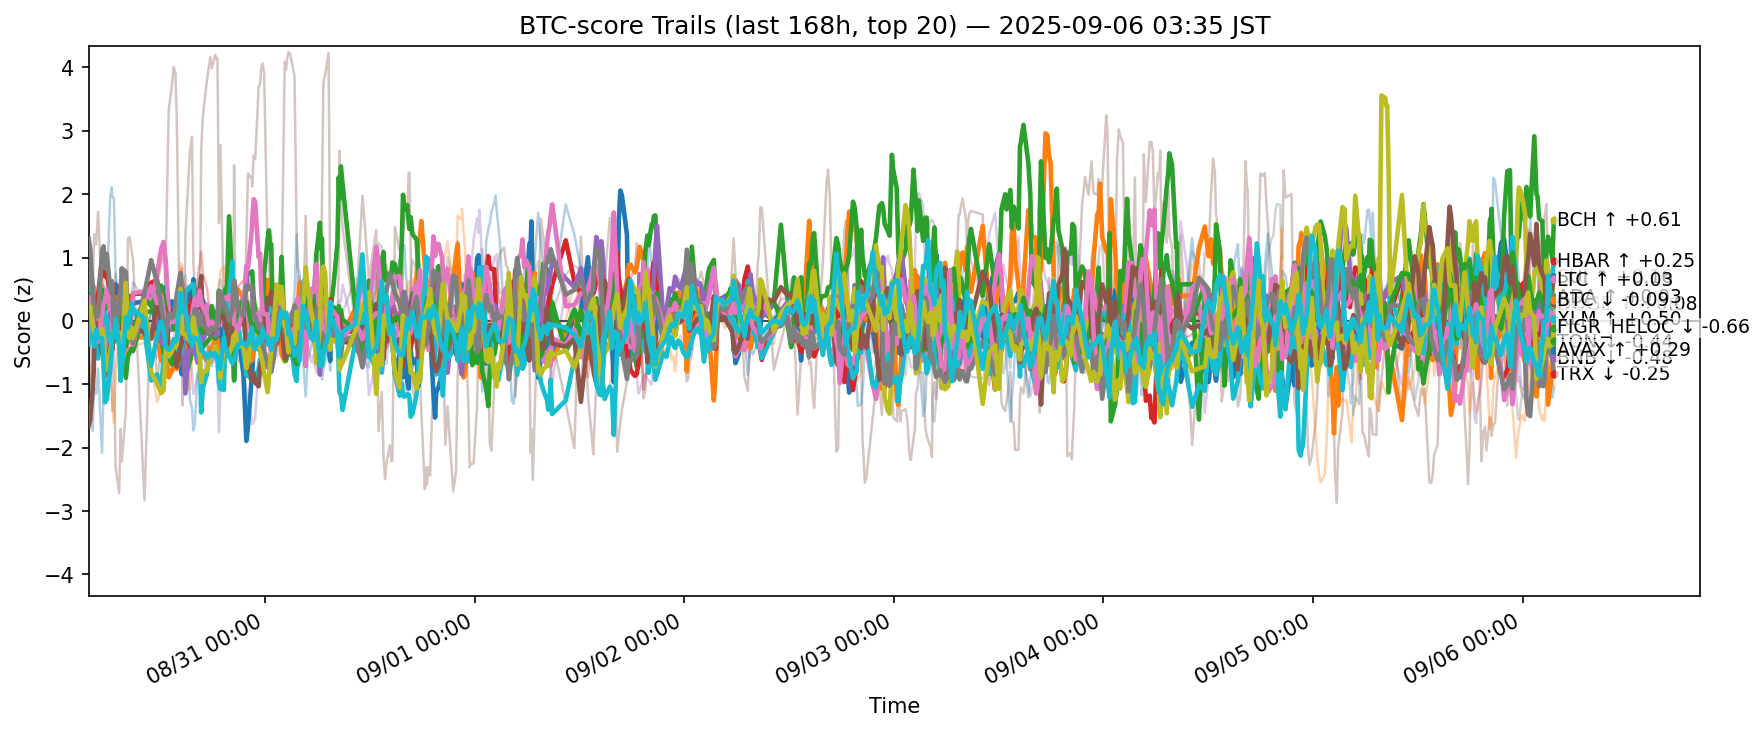 BTC-score Trails (last 168h, top 20) — 2025-09-06 03:35 JST
Score (z)
4
3
2
1
0
−1
−2
−3
−4
BCH ↑ +0.61
HBAR ↑ +0.25
LTC ↑ +0.03
BTC ↓ -0.093
XLM ↑ +0.50
FIGR_HELOC ↓ -0.66
AVAX ↑ +0.29
TRX ↓ -0.25
08/31 00:00
09/01 00:00
09/02 00:00
09/03 00:00
09/04 00:00
09/05 00:00
09/06 00:00
Time